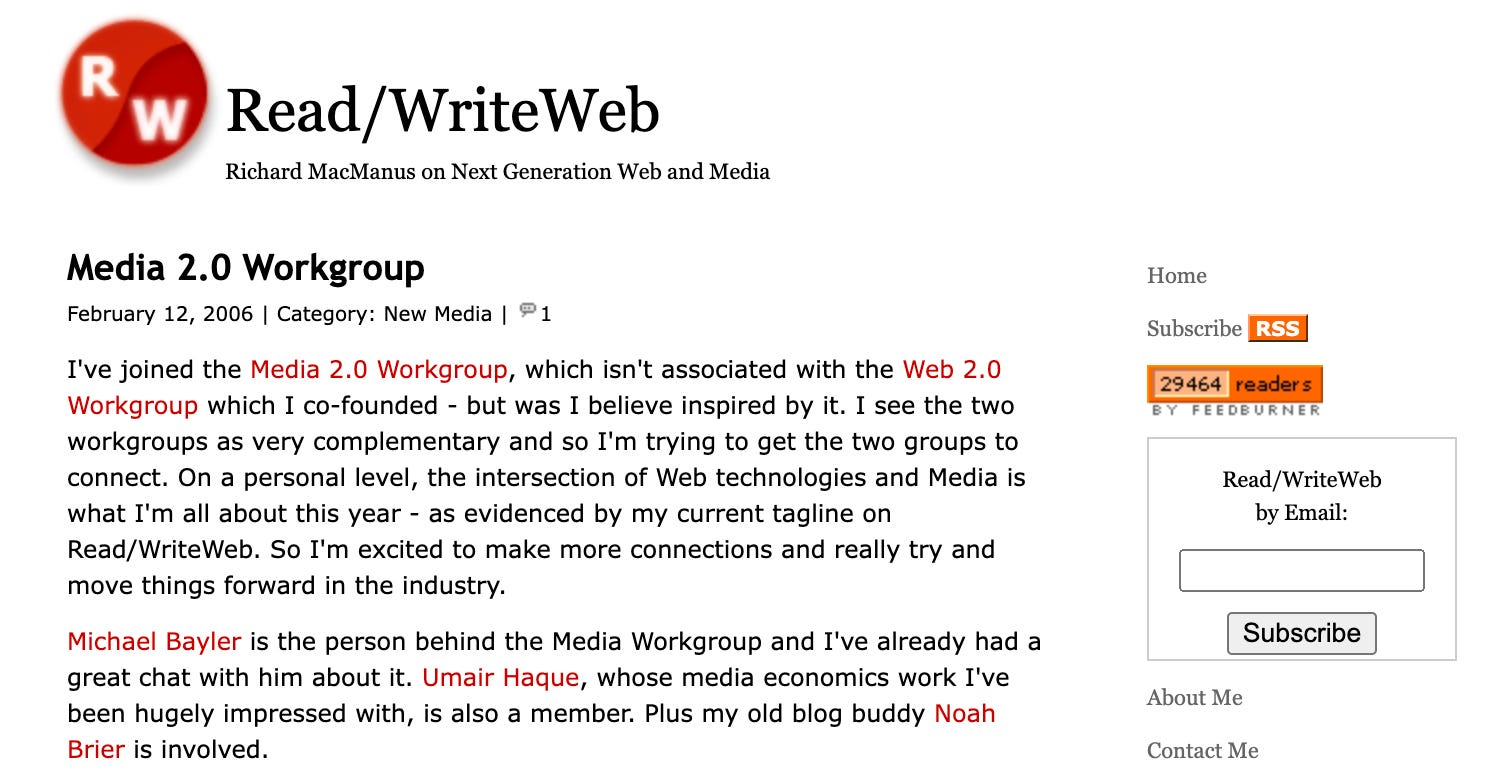 R
W
Read/WriteWeb
Richard MacManus on Next Generation Web and Media
Media 2.0 Workgroup
February 12, 2006 | Category: New Media | 1
I've joined the Media 2.0 Workgroup, which isn't associated with the Web 2.0
Workgroup which I co-founded - but was I believe inspired by it. I see the two
workgroups as very complementary and so I'm trying to get the two groups to
connect. On a personal level, the intersection of Web technologies and Media is
what I'm all about this year - as evidenced by my current tagline on
Read/WriteWeb. So I'm excited to make more connections and really try and
move things forward in the industry.
Michael Bayler is the person behind the Media Workgroup and I've already had a
great chat with him about it. Umair Haque, whose media economics work I've
been hugely impressed with, is also a member. Plus my old blog buddy Noah
Brier is involved.
Home
Subscribe RSS
29464 readers
BY FEEDBURNER
Read/WriteWeb
by Email:
Subscribe
About Me
Contact Me